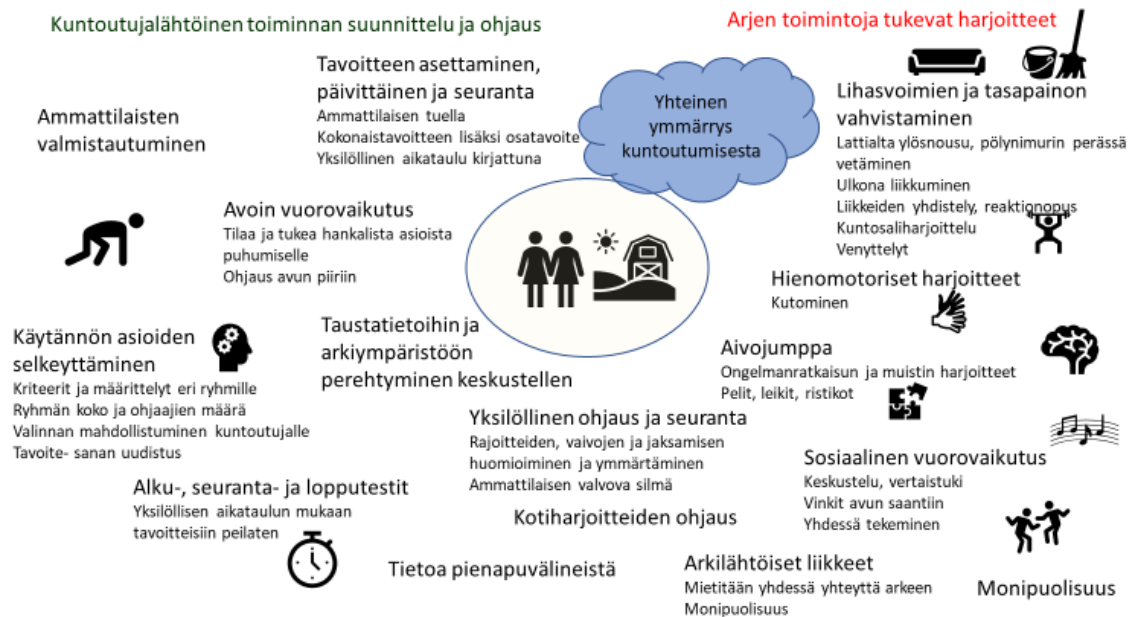 Kuntoutujalähtöinen toiminnan suunnittelu ja ohjaus
Ammattilaisten
valmistautuminen
Tavoitteen asettaminen,
päivittäinen ja seuranta
Ammattilaisen tuella
Kokonaistavoitteen lisäksi osatavoite
Yksilöllinen aikataulu kirjattuna
Avoin vuorovaikutus
Tilaa ja tukea hankalista asioista
puhumiselle
Ohjaus avun piiriin
Käytännön asioiden
selkeyttäminen
Kriteerit ja määrittelyt eri ryhmille
Ryhmän koko ja ohjaajien määrä
Valinnan mahdollistuminen kuntoutujalle
Tavoite- sanan uudistus
Taustatietoihin ja
arkiympäristöön
perehtyminen keskustellen
Alku-, seuranta- ja lopputestit
Yksilöllisen aikataulun mukaan
tavoitteisiin peilaten
Yksilöllinen ohjaus ja seuranta
Rajoitteiden, vaivojen ja jaksamisen
huomioiminen ja ymmärtäminen
Ammattilaisen valvova silmä
Kotiharjoitteiden ohjaus
Tietoa pienapuvälineistä
Yhteinen
ymmärrys
kuntoutumisesta
Arjen toimintoja tukevat harjoitteet
Lihasvoimien ja tasapainon
vahvistaminen
Lattialta ylösnousu, pölynimurin perässä
vetäminen
Ulkona liikkuminen
Liikkeiden yhdistely, reaktionopus
Kuntosaliharjoittelu
Venyttelyt
Hienomotoriset harjoitteet
Kutominen
Aivojumppa
Ongelmanratkaisun ja muistin harjoitteet
Pelit, leikit, ristikot
Sosiaalinen vuorovaikutus
Keskustelu, vertaistuki
Vinkit avun saantiin
Yhdessä tekeminen
Arkilähtöiset liikkeet
Mietitään yhdessä yhteyttä arkeen
Monipuolisuus
Monipuolisuus